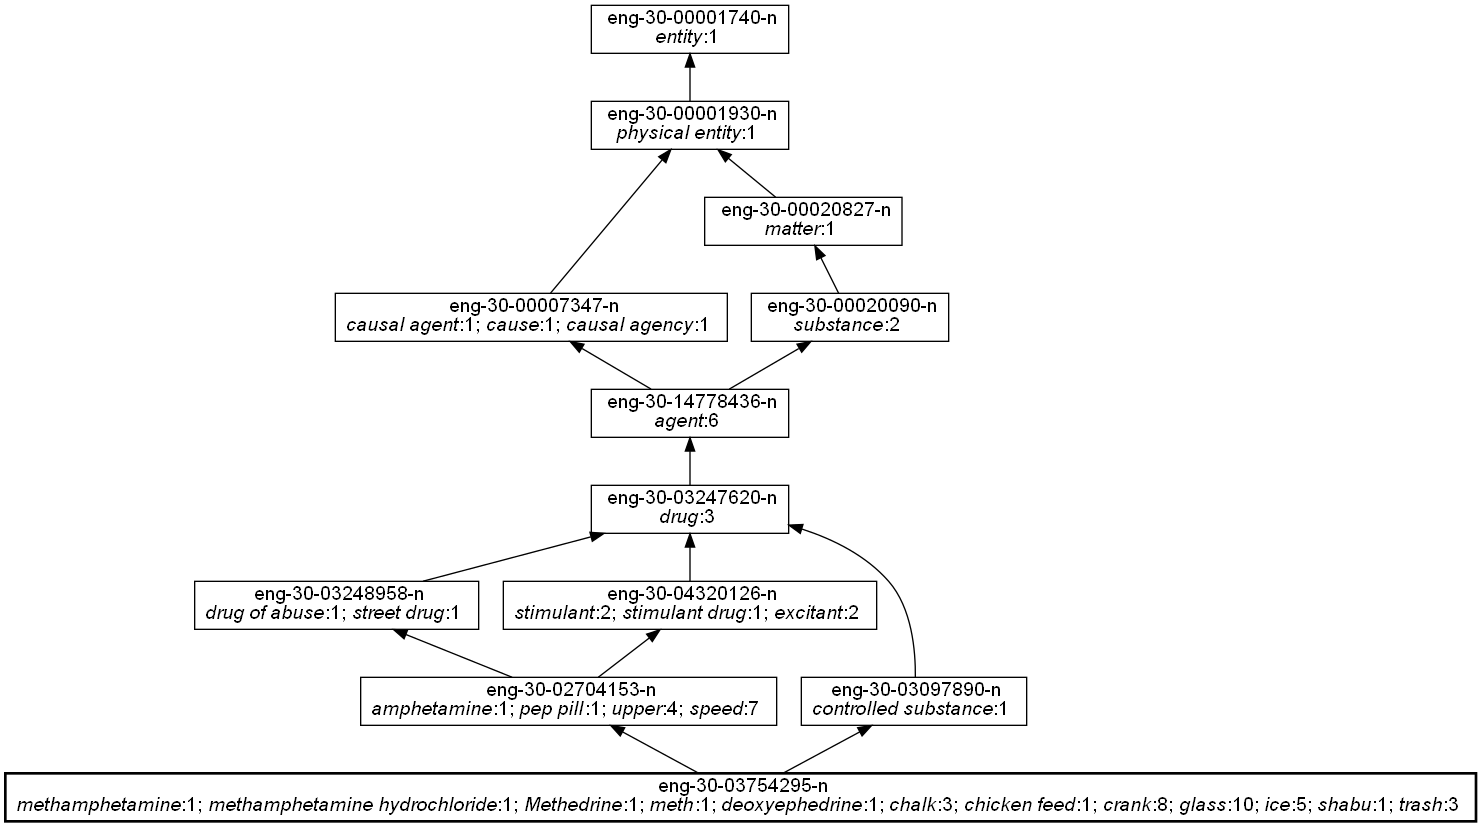 eng-30-00001740-n
entity:1
eng-30-00001930-n
physical entity:1
eng-30-00020827-n
matter:1
eng-30-00007347-n
causal agent:1; cause:1; causal agency:1
eng-30-00020090-n
substance:2
eng-30-14778436-n
agent:6
eng-30-03247620-n
drug:3
eng-30-03248958-n
drug of abuse:1; street drug:1
eng-30-04320126-n
stimulant:2; stimulant drug:1; excitant:2
eng-30-02704153-n
amphetamine:1; pep pill:1; upper:4; speed:7
eng-30-03097890-n
controlled substance:1
eng-30-03754295-n
methamphetamine:1; methamphetamine hydrochloride:1; Methedrine:1; meth:1; deoxyephedrine:1; chalk:3; chicken feed:1; crank:8; glass:10; ice:5; shabu:1; trash:3